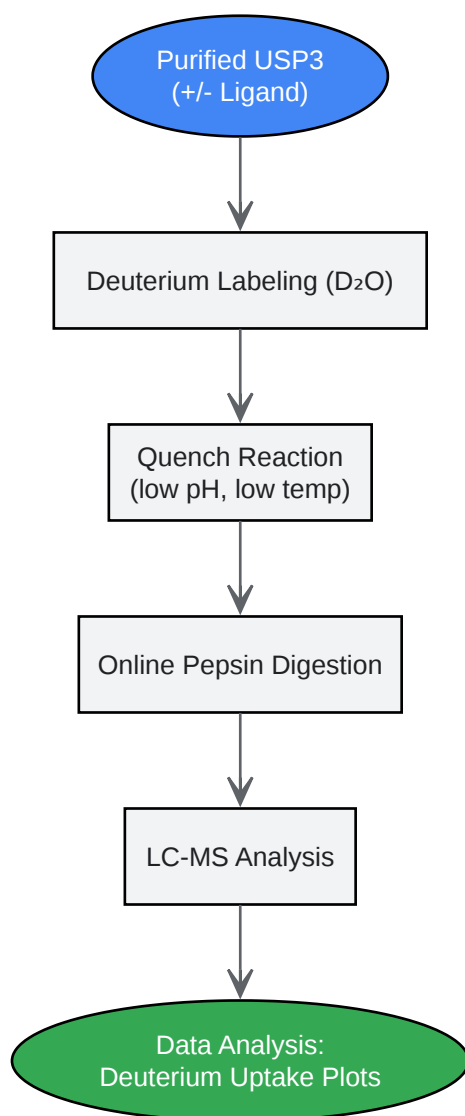 Purified USP3
(+/- Ligand)
Deuterium Labeling (D₂O)
Quench Reaction
(low pH, low temp)
Online Pepsin Digestion
LC-MS Analysis
Data Analysis:
Deuterium Uptake Plots